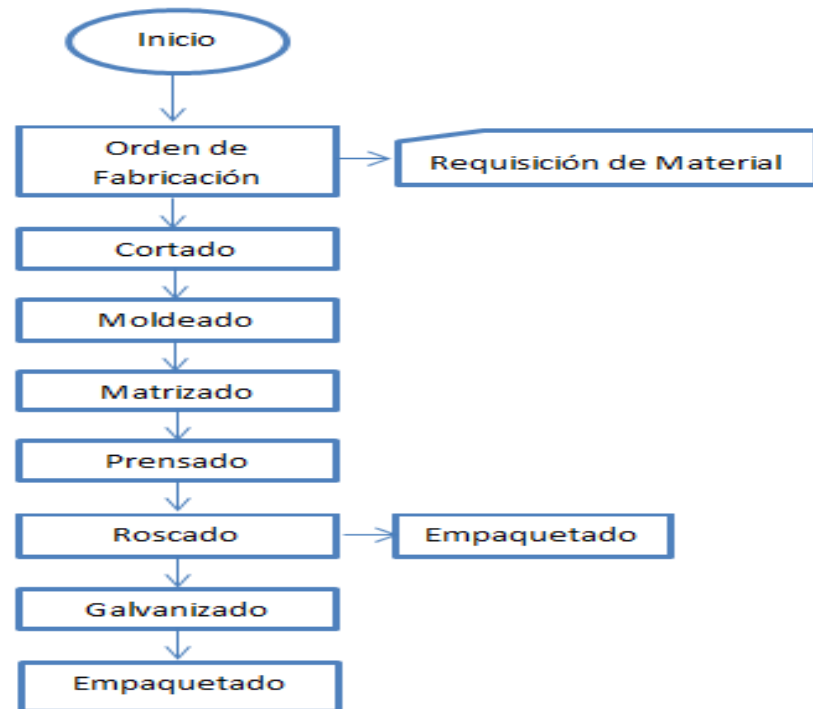 Inicio
Orden de
Fabricación
Requisición de Material
Cortado
Moldeado
Matrizado
Prensado
Roscado
Empaquetado
Galvanizado
Empaquetado